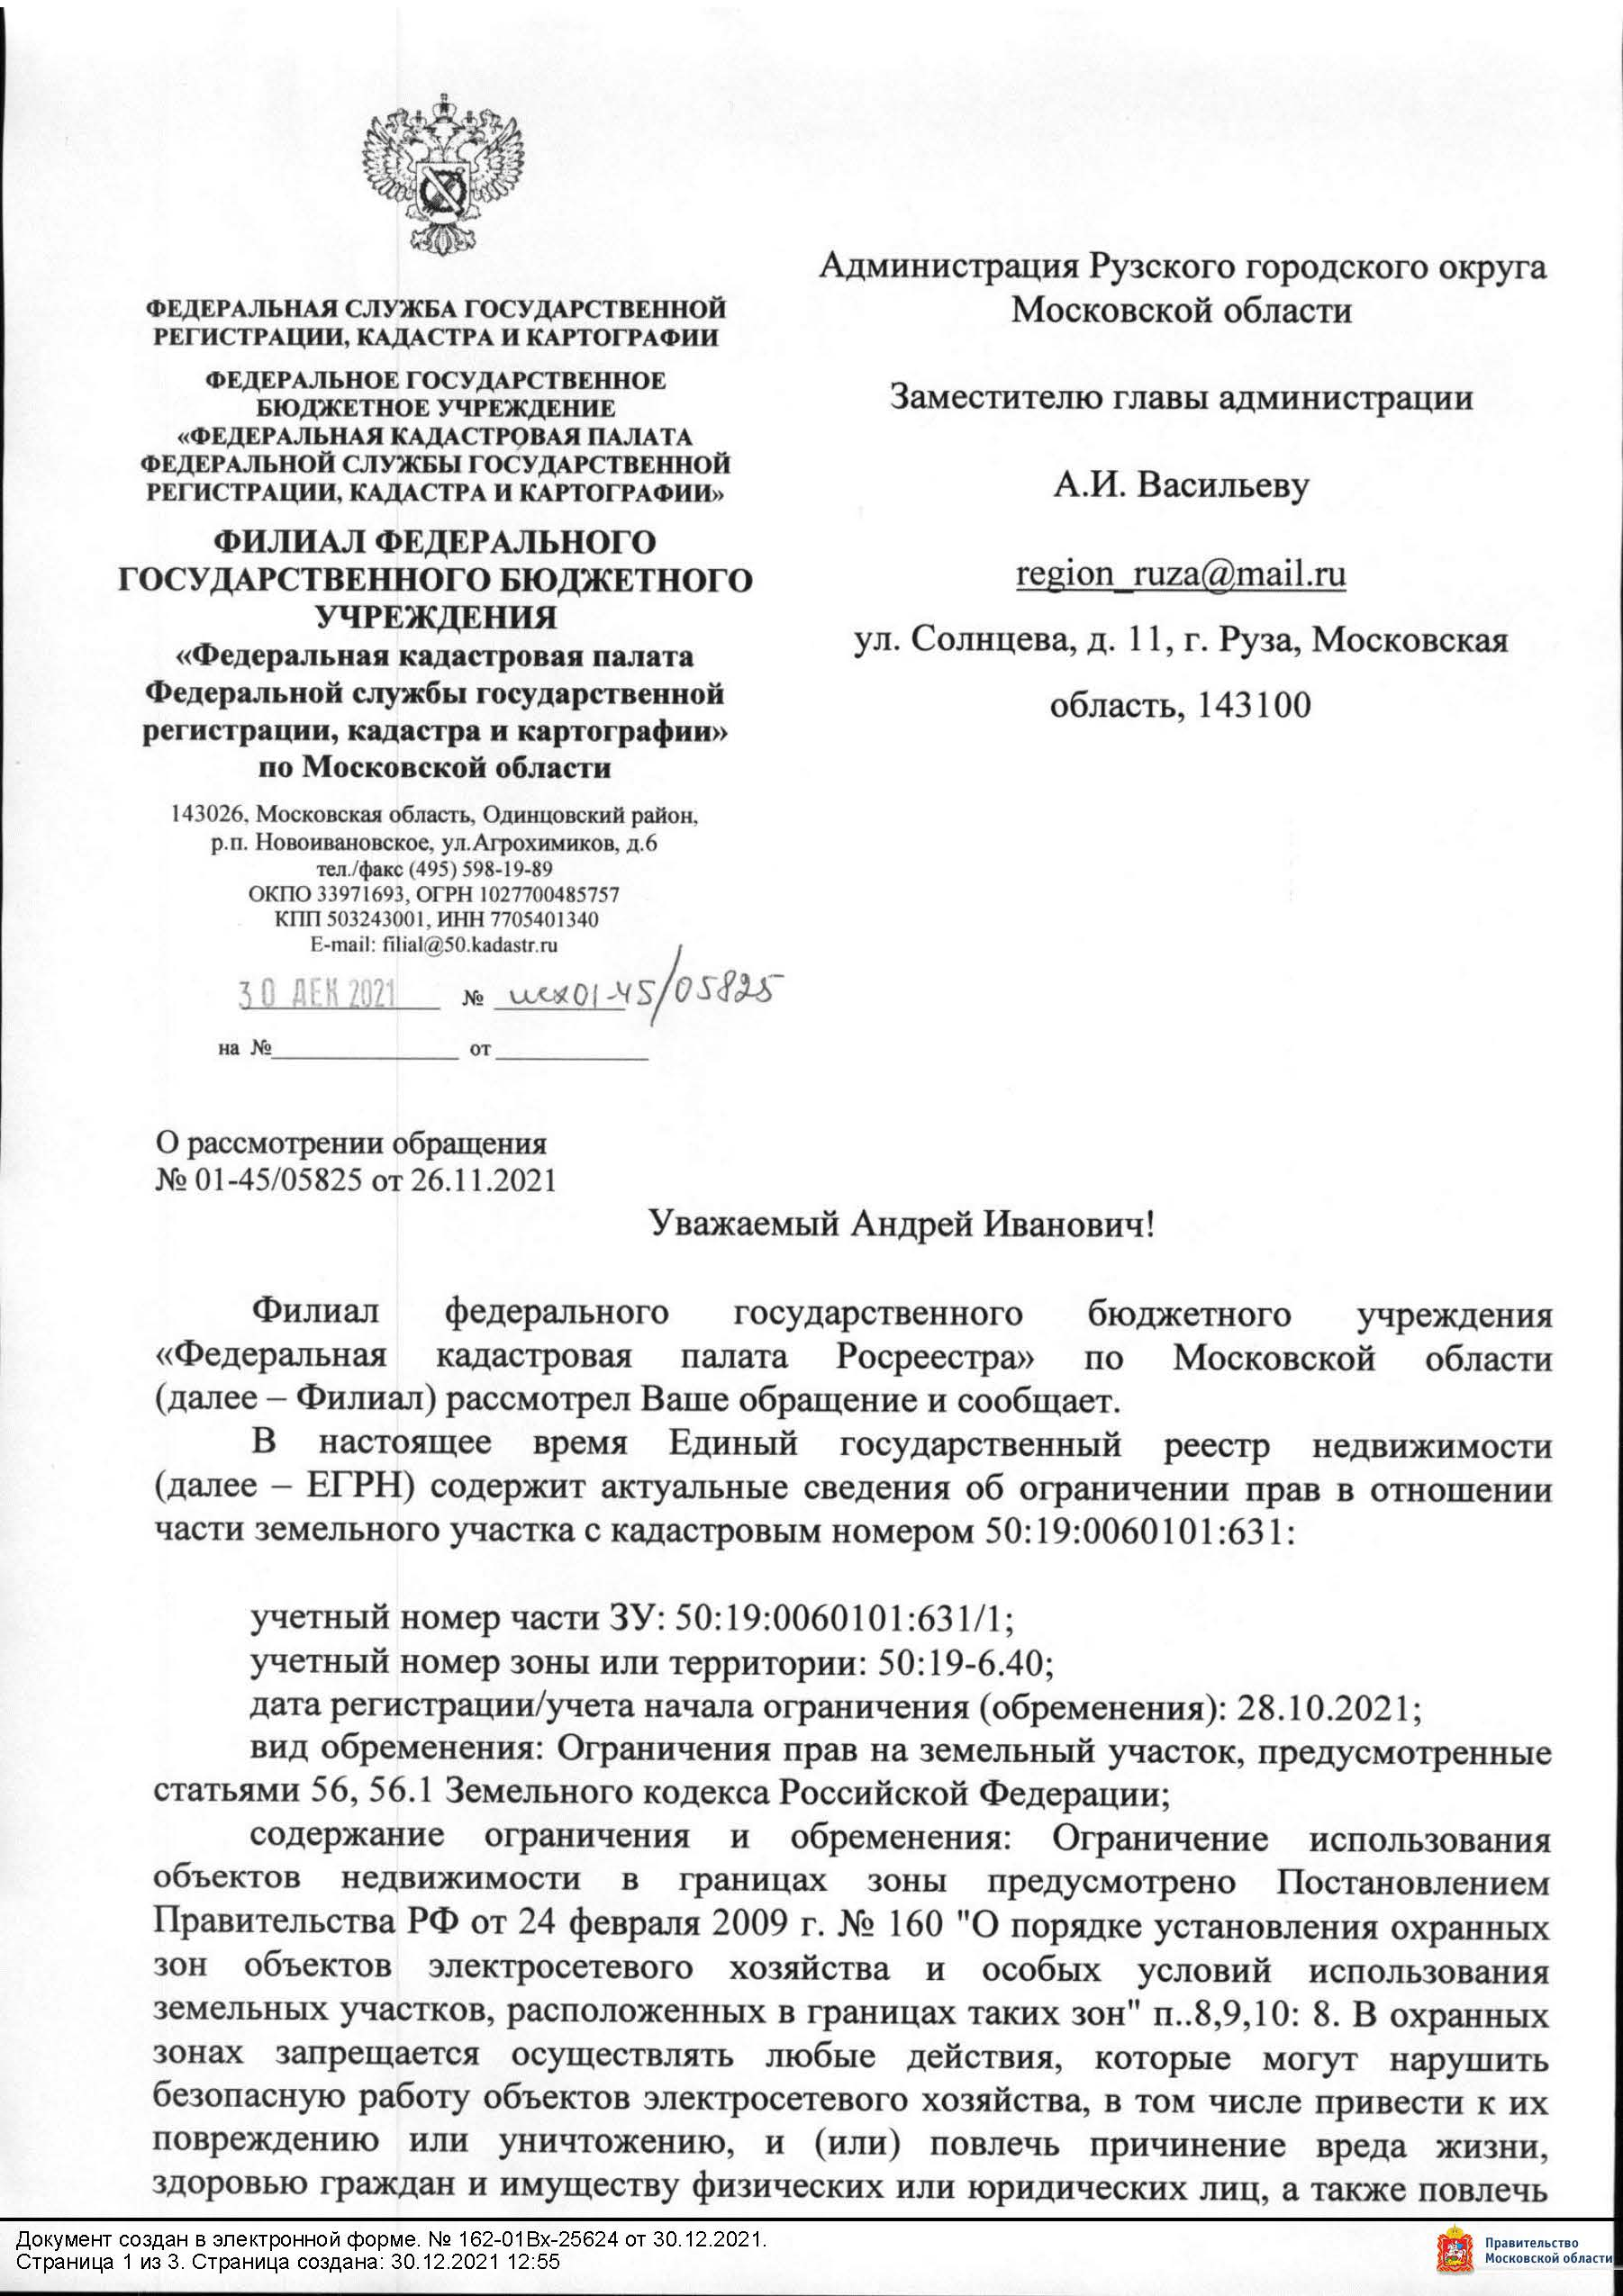 ФЕДЕРАЛЬНАЯ СЛУЖБА ГОСУДАРСТВЕННОЙ
РЕГИСТРАЦИИ, КАДАСТРА И КАРТОГРАФИИ
ФЕДЕРАЛЬНОЕ ГОСУДАРСТВЕННОЕ
БЮДЖЕТНОЕ УЧРЕЖДЕНИЕ
«ФЕДЕРАЛЬНАЯ КАДАСТРОВАЯ ПАЛАТА
ФЕДЕРАЛЬНОЙ СЛУЖБЫ ГОСУДАРСТВЕННОЙ
РЕГИСТРАЦИИ, КАДАСТРА И КАРТОГРАФИИ»
ФИЛИАЛ ФЕДЕРАЛЬНОГО
ГОСУДАРСТВЕННОГО БЮДЖЕТНОГО
УЧРЕЖДЕНИЯ
«Федеральная кадастровая палата
Федеральной службы государственной
регистрации, кадастра и картографии»
по Московской области
143026, Московская область, Одинцовский район,
р.п. Новоивановское, ул.Агрохимиков, д.6
тел./факс (495) 598-19-89
ОКПО 33971693, ОГРН 1027700485757
КПП 503243001, ИНН 7705401340
E-mail: filial@50.kadastr.ru
30 ДЕК 2021 № исх01-45/05825
на №_____________ от ___________
Администрация Рузского городского округа
Московской области
Заместителю главы администрации
А.И. Васильеву
region_ruza@mail.ru
ул. Солнцева, д. 11, г. Руза, Московская
область, 143100
О рассмотрении обращения
№ 01-45/05825 от 26.11.2021
Уважаемый Андрей Иванович!
Филиал федерального государственного бюджетного учреждения
«Федеральная кадастровая палата Росреестра» по Московской области
(далее – Филиал) рассмотрел Ваше обращение и сообщает.
В настоящее время Единый государственный реестр недвижимости
(далее – ЕГРН) содержит актуальные сведения об ограничении прав в отношении
части земельного участка с кадастровым номером 50:19:0060101:631:
учетный номер части ЗУ: 50:19:0060101:631/1;
учетный номер зоны или территории: 50:19-6.40;
дата регистрации/учета начала ограничения (обременения): 28.10.2021;
вид обременения: Ограничения прав на земельный участок, предусмотренные
статьями 56, 56.1 Земельного кодекса Российской Федерации;
содержание ограничения и обременения: Ограничение использования
объектов недвижимости в границах зоны предусмотрено Постановлением
Правительства РФ от 24 февраля 2009 г. № 160 "О порядке установления охранных
зон объектов электросетевого хозяйства и особых условий использования
земельных участков, расположенных в границах таких зон" п..8,9,10: 8. В охранных
зонах запрещается осуществлять любые действия, которые могут нарушить
безопасную работу объектов электросетевого хозяйства, в том числе привести к их
повреждению или уничтожению, и (или) повлечь причинение вреда жизни,
здоровью граждан и имуществу физических или юридических лиц, а также повлечь
Документ создан в электронной форме. № 162-01Вх-25624 от 30.12.2021.
Страница 1 из 3. Страница создана: 30.12.2021 12:55
Правительство
Московской области